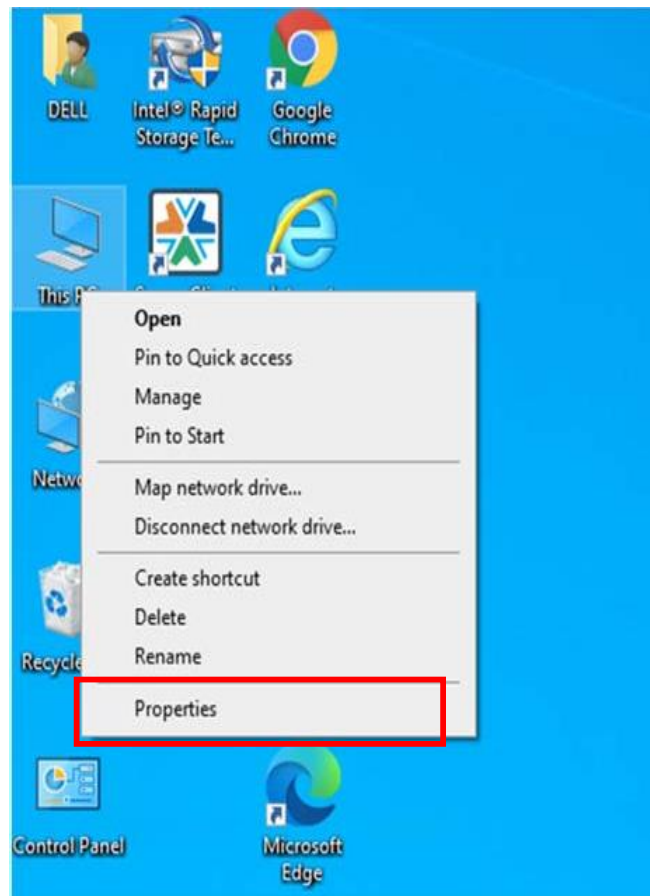 DELL
Intel® Rapid
Storage Te...
Google
Chrome
This
Open
Pin to Quick access
Manage
Pin to Start
Map network drive...
Disconnect network drive...
Create shortcut
Delete
Rename
Properties
Control Panel
Microsoft
Edge